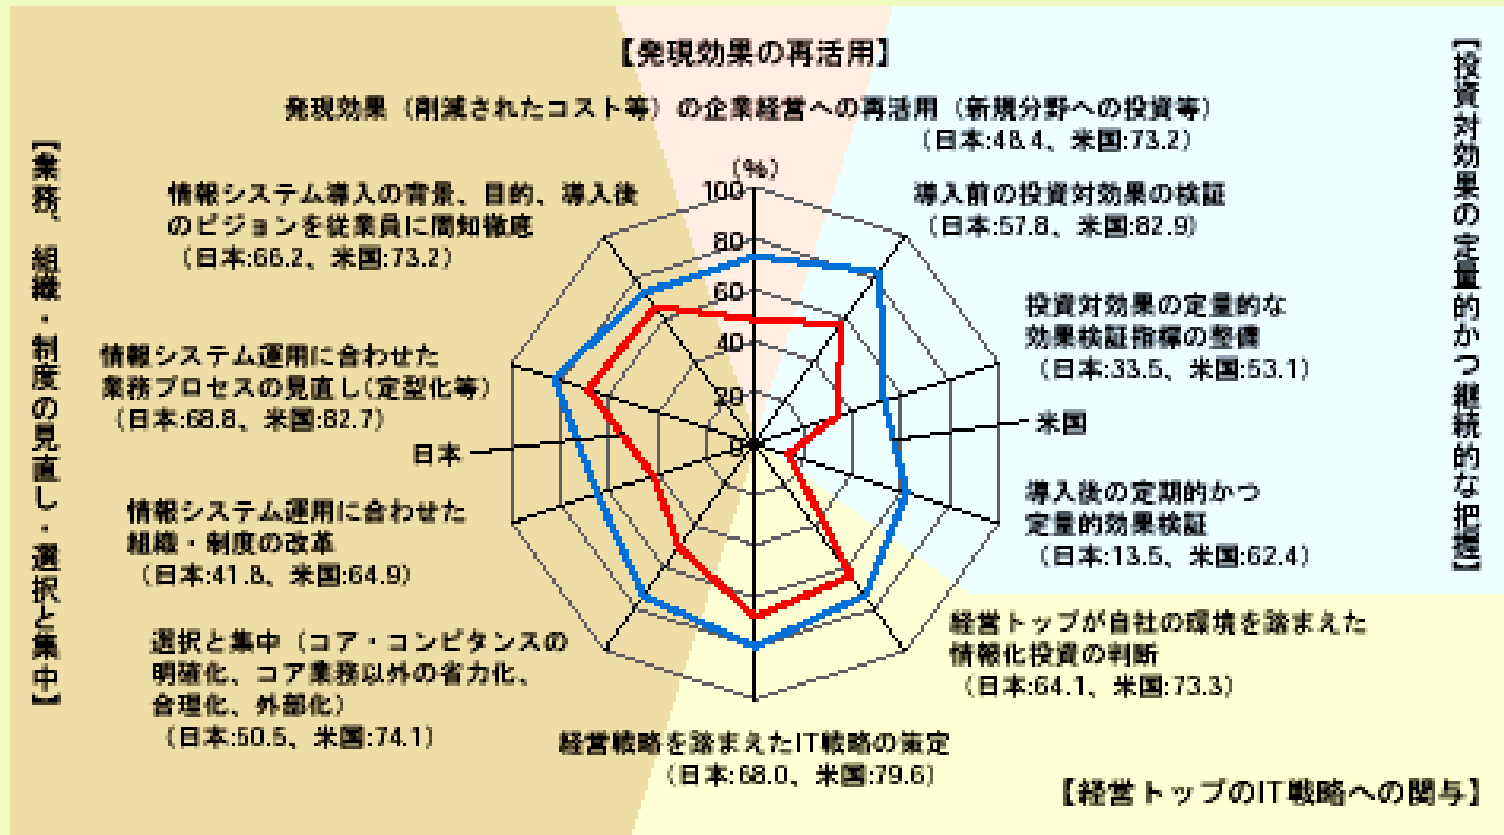 【発現効果の再活用】
発現効果（削減されたコスト等）の企業経営への再活用（新規分野への投資等）
（日本:48.4、米国:73.2）
【投資対効果の定量的かつ継続的な把握】
導入前の投資対効果の検証
（日本:57.8、米国:82.9）
投資対効果の定量的な
効果検証指標の整備
（日本:33.5、米国:53.1）
米国
導入後の定期的かつ
定量的効果検証
（日本:13.5、米国:62.4）
経営トップが自社の環境を踏まえた
情報化投資の判断
（日本:64.1、米国:73.3）
【経営トップのIT戦略への関与】
経営戦略を踏まえたIT戦略の策定
（日本:68.0、米国:79.6）
【業務、組織・制度の見直し・選択と集中】
情報システム導入の背景、目的、導入後
のビジョンを従業員に周知徹底
（日本:66.2、米国:73.2）
情報システム運用に合わせた
業務プロセスの見直し(定型化等)
（日本:68.8、米国:82.7）
日本
情報システム運用に合わせた
組織・制度の改革
（日本:41.8、米国:64.9）
選択と集中（コア・コンピタンスの
明確化、コア業務以外の省力化、
合理化、外部化）
（日本:50.5、米国:74.1）
(%)
100
80
60
40
20
0